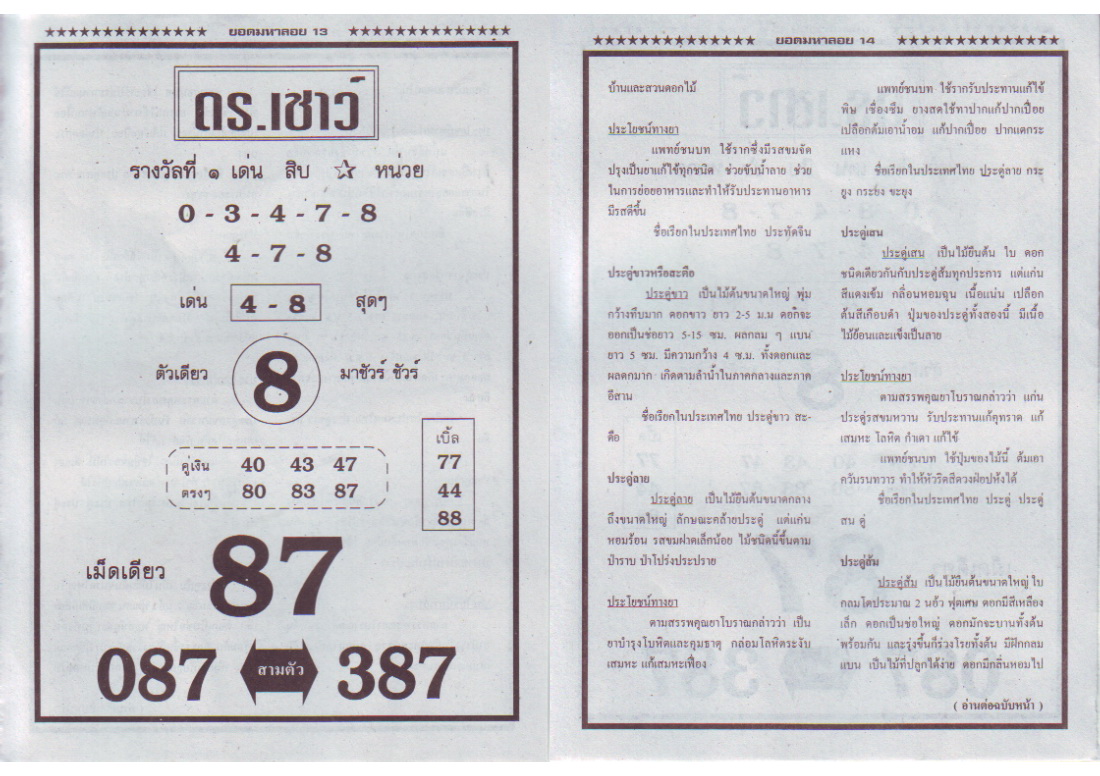 ★★★★★★★★★★★★★★ ยอดมหาลอย 13 ★★★★★★★★★★★★★★
ดร.เชาว์
รางวัลที่ ๑ เด่น สิบ ☆ หน่วย
0 - 3 - 4 - 7 - 8
4 - 7 - 8
เด่น 4 - 8 สุดๆ
ตัวเดียว 8 มาชัวร์ ชัวร์
คู่เงิน 40 43 47
ตรงๆ 80 83 87
เบิ้ล
77
44
88
เม็ดเดียว 87
087 สามตัว 387
★★★★★★★★★★★★★★ ยอดมหาลอย 14 ★★★★★★★★★★★★★★
บ้านและสวนดอกไม้
ประโยชน์ทางยา
แพทย์ชนบท ใช้รากซึ่งมีรสขมจัด
ปรุงเป็นยาแก้ไข้ทุกชนิด ช่วยขับน้ำลาย ช่วย
ในการย่อยอาหารและทำให้รับประทานอาหาร
มีรสดีขึ้น
ชื่อเรียกในประเทศไทย ประทัดจีน
ประดู่ขาวหรือสะดือ
ประดู่ขาว เป็นไม้ต้นขนาดใหญ่ พุ่ม
กว้างทึบมาก ดอกขาว ยาว 2-5 ม.ม ดอกจะ
ออกเป็นช่อยาว 5-15 ซม. ผลกลม ๆ แบน
ยาว 5 ซม. มีความกว้าง 4 ซ.ม. ทั้งดอกและ
ผลดกมาก เกิดตามลำน้ำในภาคกลางและภาค
อีสาน
ชื่อเรียกในประเทศไทย ประดู่ขาว สะ-
ดือ
ประดู่ลาย
ประดู่ลาย เป็นไม้ยืนต้นขนาดกลาง
ถึงขนาดใหญ่ ลักษณะคล้ายประดู่ แต่แก่น
หอมร้อน รสขมฝาดเล็กน้อย ไม้ชนิดนี้ขึ้นตาม
ป่าราบ ป่าโปร่งประปราย
ประโยชน์ทางยา
ตามสรรพคุณยาโบราณกล่าวว่า เป็น
ยาบำรุงโบหิตและคุมธาตุ กล่อมโลหิตระงับ
เสมหะ แก้เสมหะเฟื่อง
แพทย์ชนบท ใช้รากรับประทานแก้ไข้
พิษ เซื่องซึม ยางสดใช้ทาปากแก้ปากเปื่อย
เปลือกต้มเอาน้ำอม แก้ปากเปื่อย ปากแตกระ
แหง
ชื่อเรียกในประเทศไทย ประดู่ลาย กระ
ยูง กระยัง ขะยุง
ประดู่เสน
ประดู่เสน เป็นไม้ยืนต้น ใบ ดอก
ชนิดเดียวกันกับประดู่ส้มทุกประการ แต่แก่น
สีแดงเข้ม กลิ่นหอมฉุน เนื้อแน่น เปลือก
ต้นสีเกือบดำ ปุ่มของประดู่ทั้งสองนี้ มีเนื้อ
ไม้ย้อนและแข็งเป็นลาย
ประโยชน์ทางยา
ตามสรรพคุณยาโบราณกล่าวว่า แก่น
ประดู่รสขมหวาน รับประทานแก้คุทราด แก้
เสมหะ โลหิต กำเดา แก้ไข้
แพทย์ชนบท ใช้ปุ่มของไม้นี้ ต้มเอา
ควันรมทวาร ทำให้หัวริดสีดวงฝ่อปหังได้
ชื่อเรียกในประเทศไทย ประดู่ ประดู่
สน ดู่
ประดู่ส้ม
ประดู่ส้ม เป็นไม้ยืนต้นขนาดใหญ่ ใบ
กลมโตประมาณ 2 นอ้ว ดอกมีสีเหลือง
เล็ก ดอกเป็นช่อใหญ่ ดอกมักจะบานทั้งต้น
พร้อมกัน และรุ่งขึ้นก็ร่วงโรยทั้งต้น มีฝักกลม
แบน เป็นไม้ที่ปลูกได้ง่าย ดอกมีกลิ่นหอมไป
( อ่านต่อฉบับหน้า )